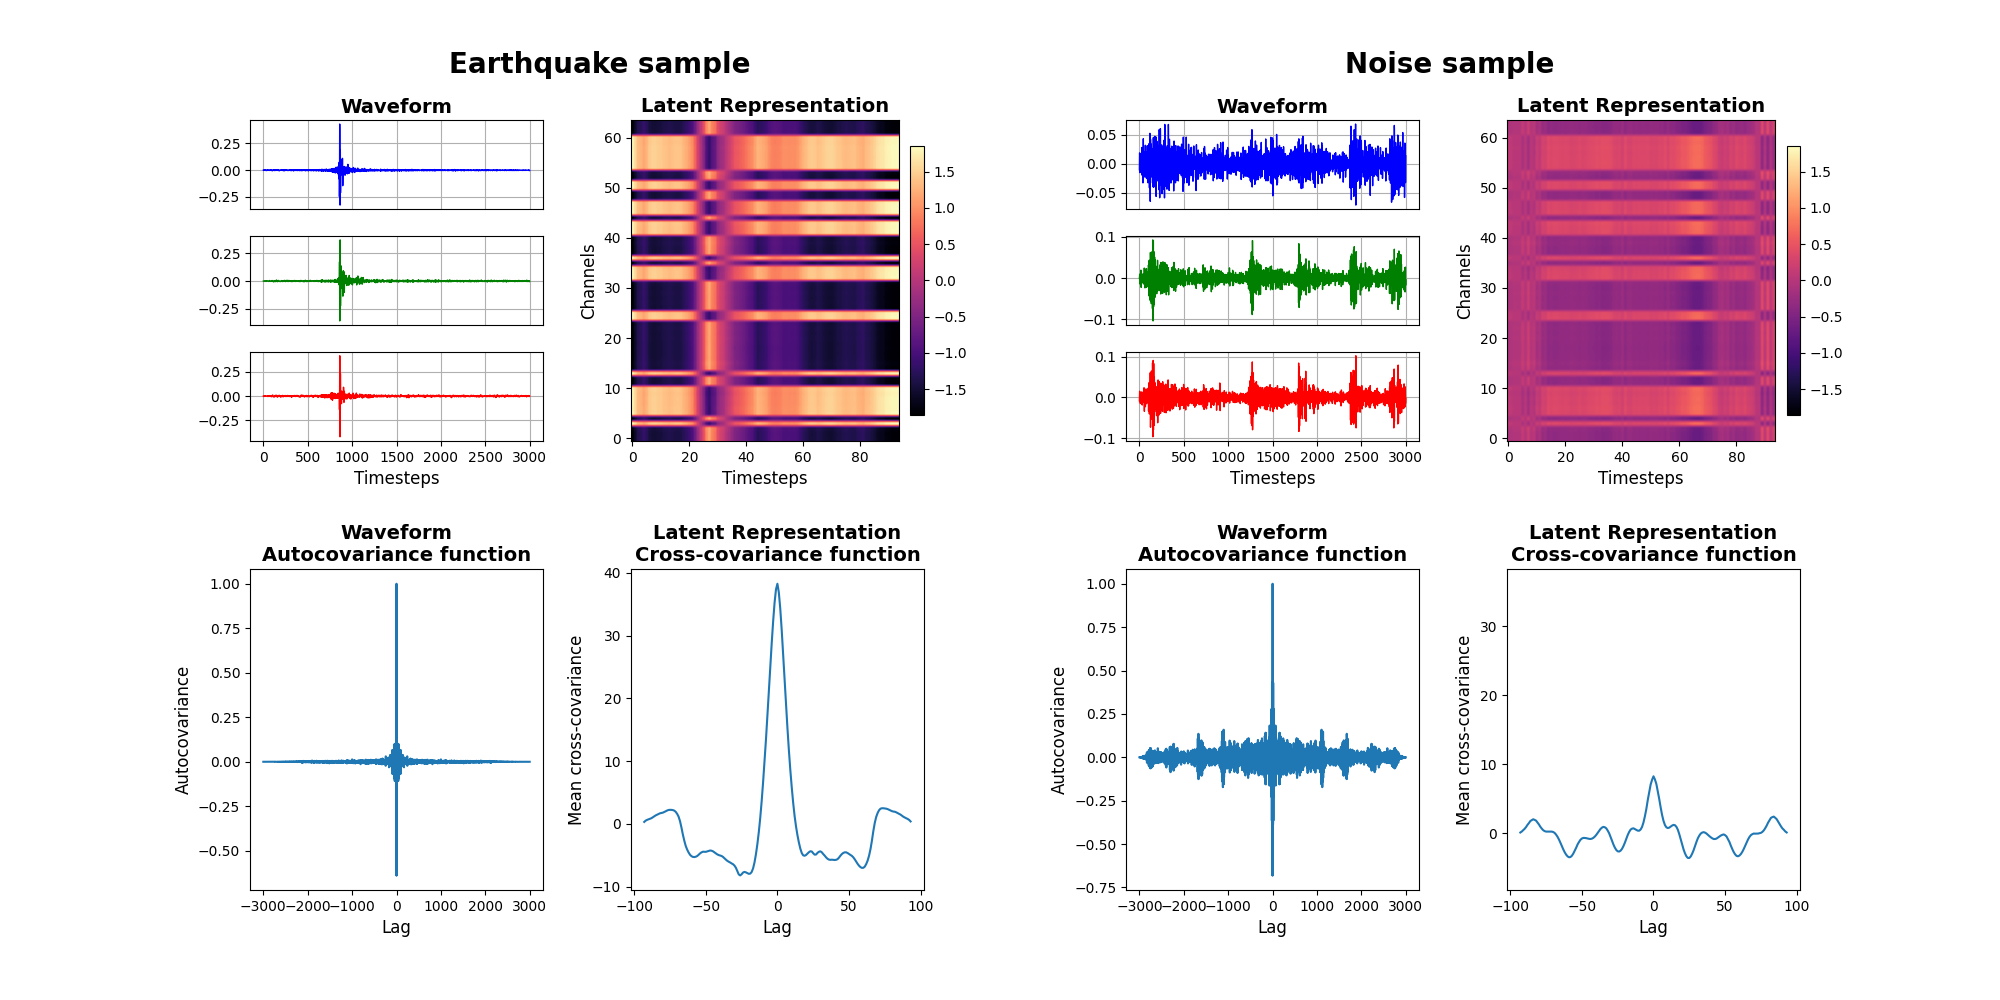 Earthquake sample
Noise sample
Waveform
Latent Representation
Waveform
Latent Representation
0.25
0.00
−0.25
0.25
0.00
−0.25
0.25
0.00
−0.25
0 500 1000 1500 2000 2500 3000
Timesteps
Channels
60
50
40
30
20
10
0
0 20 40 60 80
Timesteps
1.5
1.0
0.5
0.0
−0.5
−1.0
−1.5
0.05
0.00
−0.05
0.1
0.0
−0.1
0.1
0.0
−0.1
0 500 1000 1500 2000 2500 3000
Timesteps
Channels
60
50
40
30
20
10
0
0 20 40 60 80
Timesteps
1.5
1.0
0.5
0.0
−0.5
−1.0
−1.5
Waveform
Autocovariance function
Autocovariance
1.00
0.75
0.50
0.25
0.00
−0.25
−0.50
−3000 −2000 −1000 0 1000 2000 3000
Lag
Latent Representation
Cross-covariance function
Mean cross-covariance
40
30
20
10
0
−10
−100 −50 0 50 100
Lag
Waveform
Autocovariance function
Autocovariance
1.00
0.75
0.50
0.25
0.00
−0.25
−0.50
−0.75
−3000 −2000 −1000 0 1000 2000 3000
Lag
Latent Representation
Cross-covariance function
Mean cross-covariance
30
20
10
0
−100 −50 0 50 100
Lag